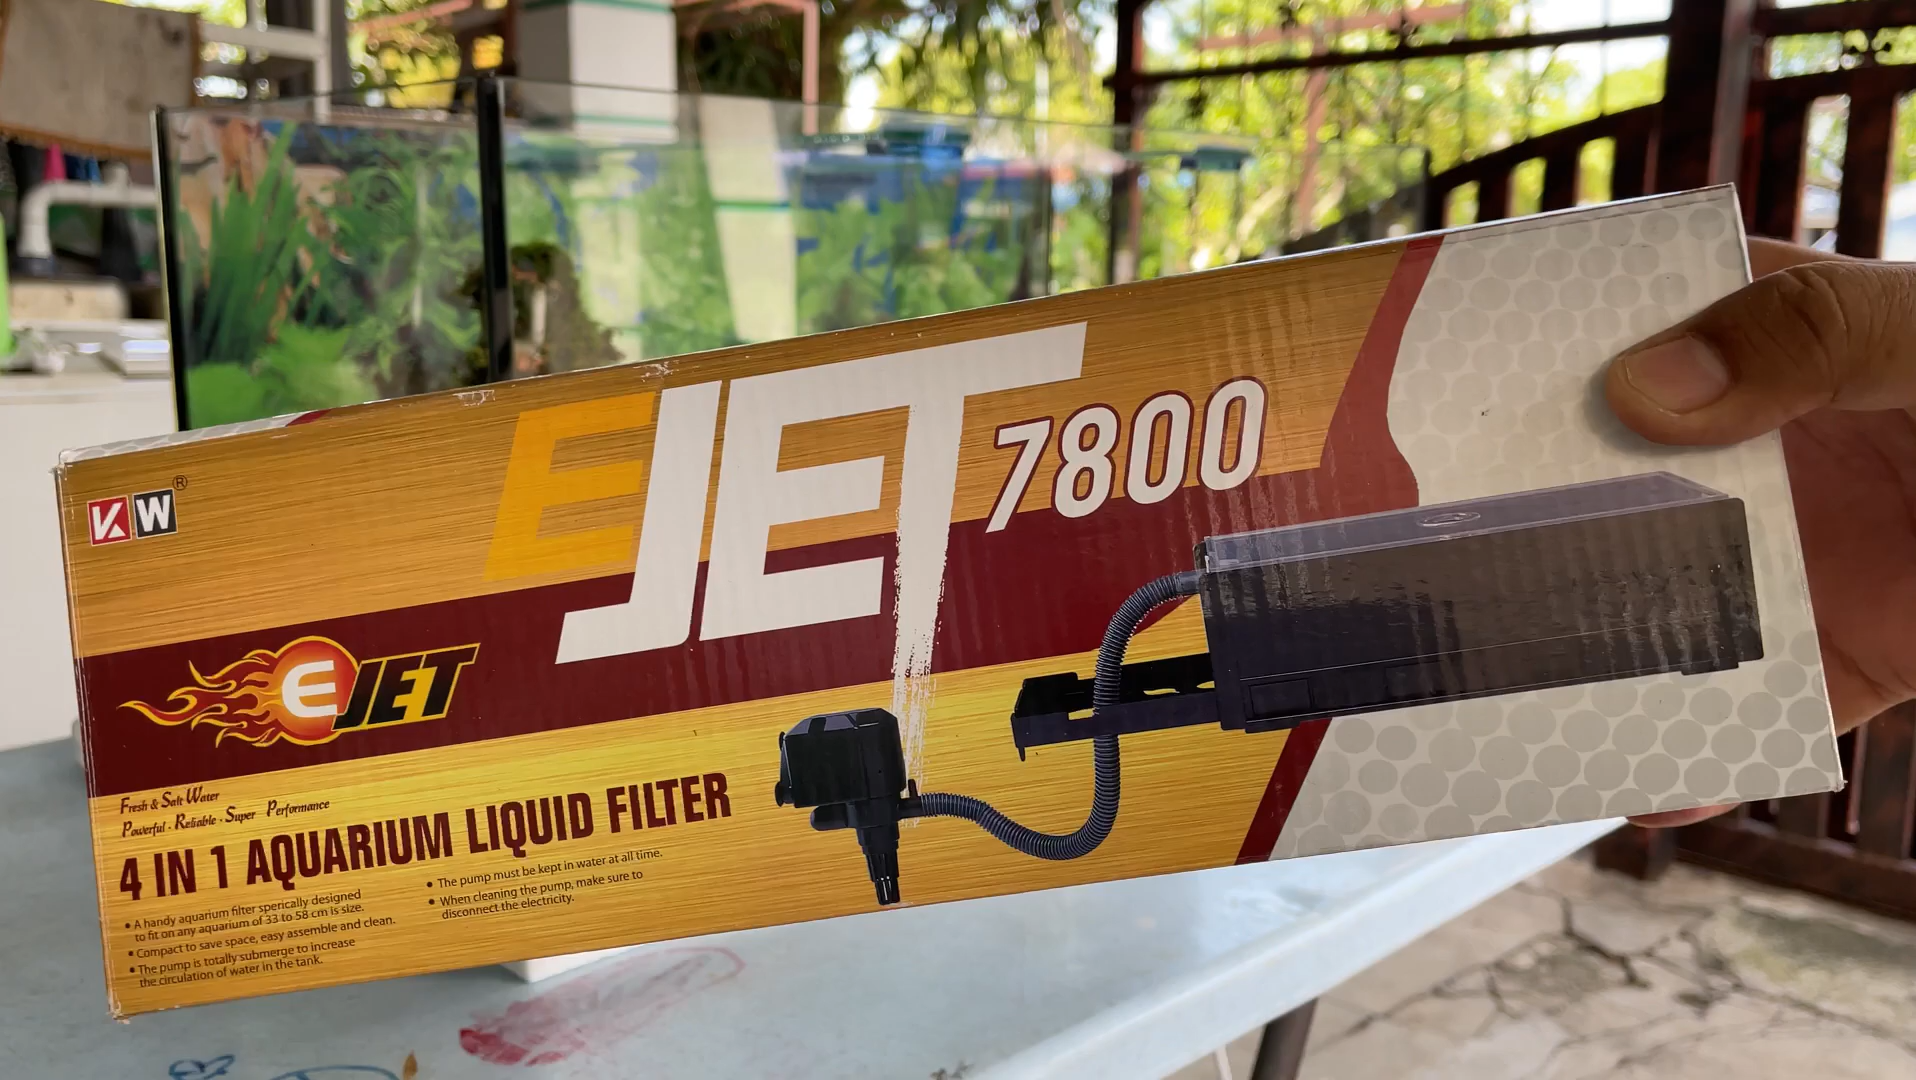 KW®
EJET 7800
E JET
Fresh & Salt Water
Powerful . Reliable . Super Performance
4 IN 1 AQUARIUM LIQUID FILTER
• A handy aquarium filter sperically designed
to fit on any aquarium of 33 to 58 cm is size.
• Compact to save space, easy assemble and clean.
• The pump is totally submerge to increase
the circulation of water in the tank.
• The pump must be kept in water at all time.
• When cleaning the pump, make sure to
disconnect the electricity.